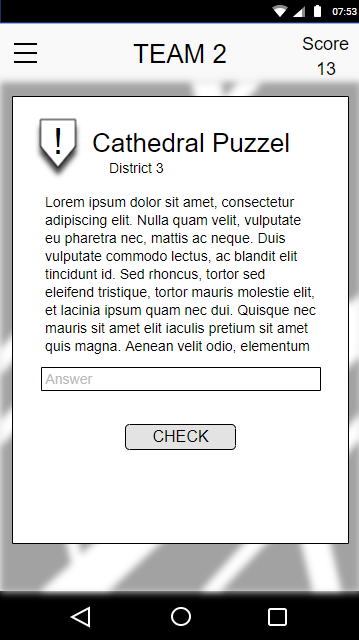 07:53
TEAM 2
Score
13
!
Cathedral Puzzel
District 3
Lorem ipsum dolor sit amet, consectetur
adipiscing elit. Nulla quam velit, vulputate
eu pharetra nec, mattis ac neque. Duis
vulputate commodo lectus, ac blandit elit
tincidunt id. Sed rhoncus, tortor sed
eleifend tristique, tortor mauris molestie elit,
et lacinia ipsum quam nec dui. Quisque nec
mauris sit amet elit iaculis pretium sit amet
quis magna. Aenean velit odio, elementum
Answer
CHECK